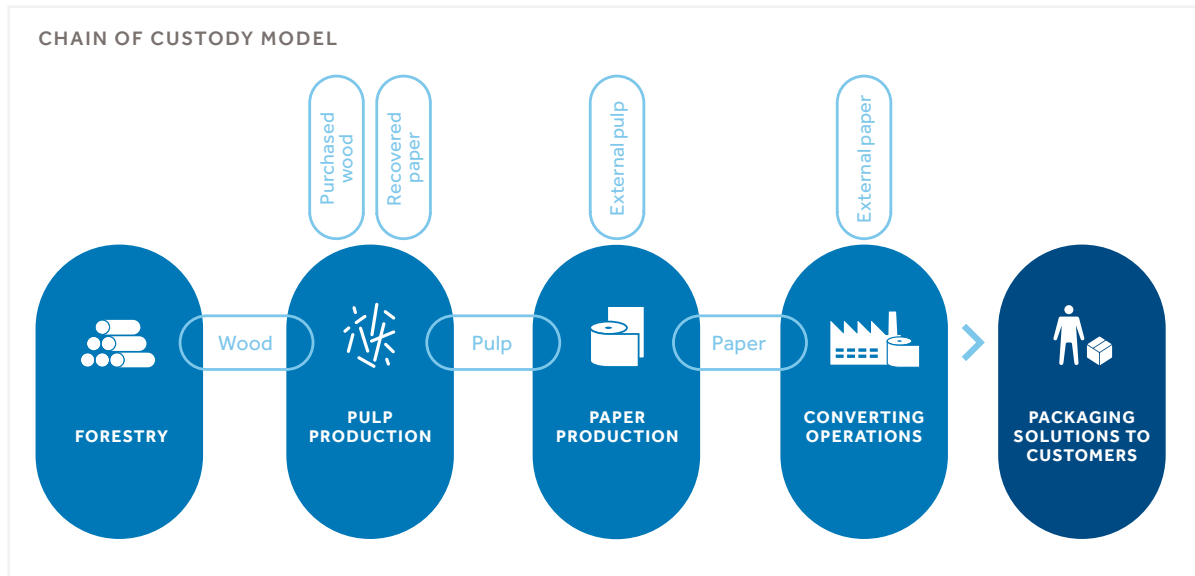 CHAIN OF CUSTODY MODEL
Purchased
wood
Recovered
paper
External pulp
External paper
Wood
Pulp
Paper
FORESTRY
PULP
PRODUCTION
PAPER
PRODUCTION
CONVERTING
OPERATIONS
PACKAGING
SOLUTIONS TO
CUSTOMERS